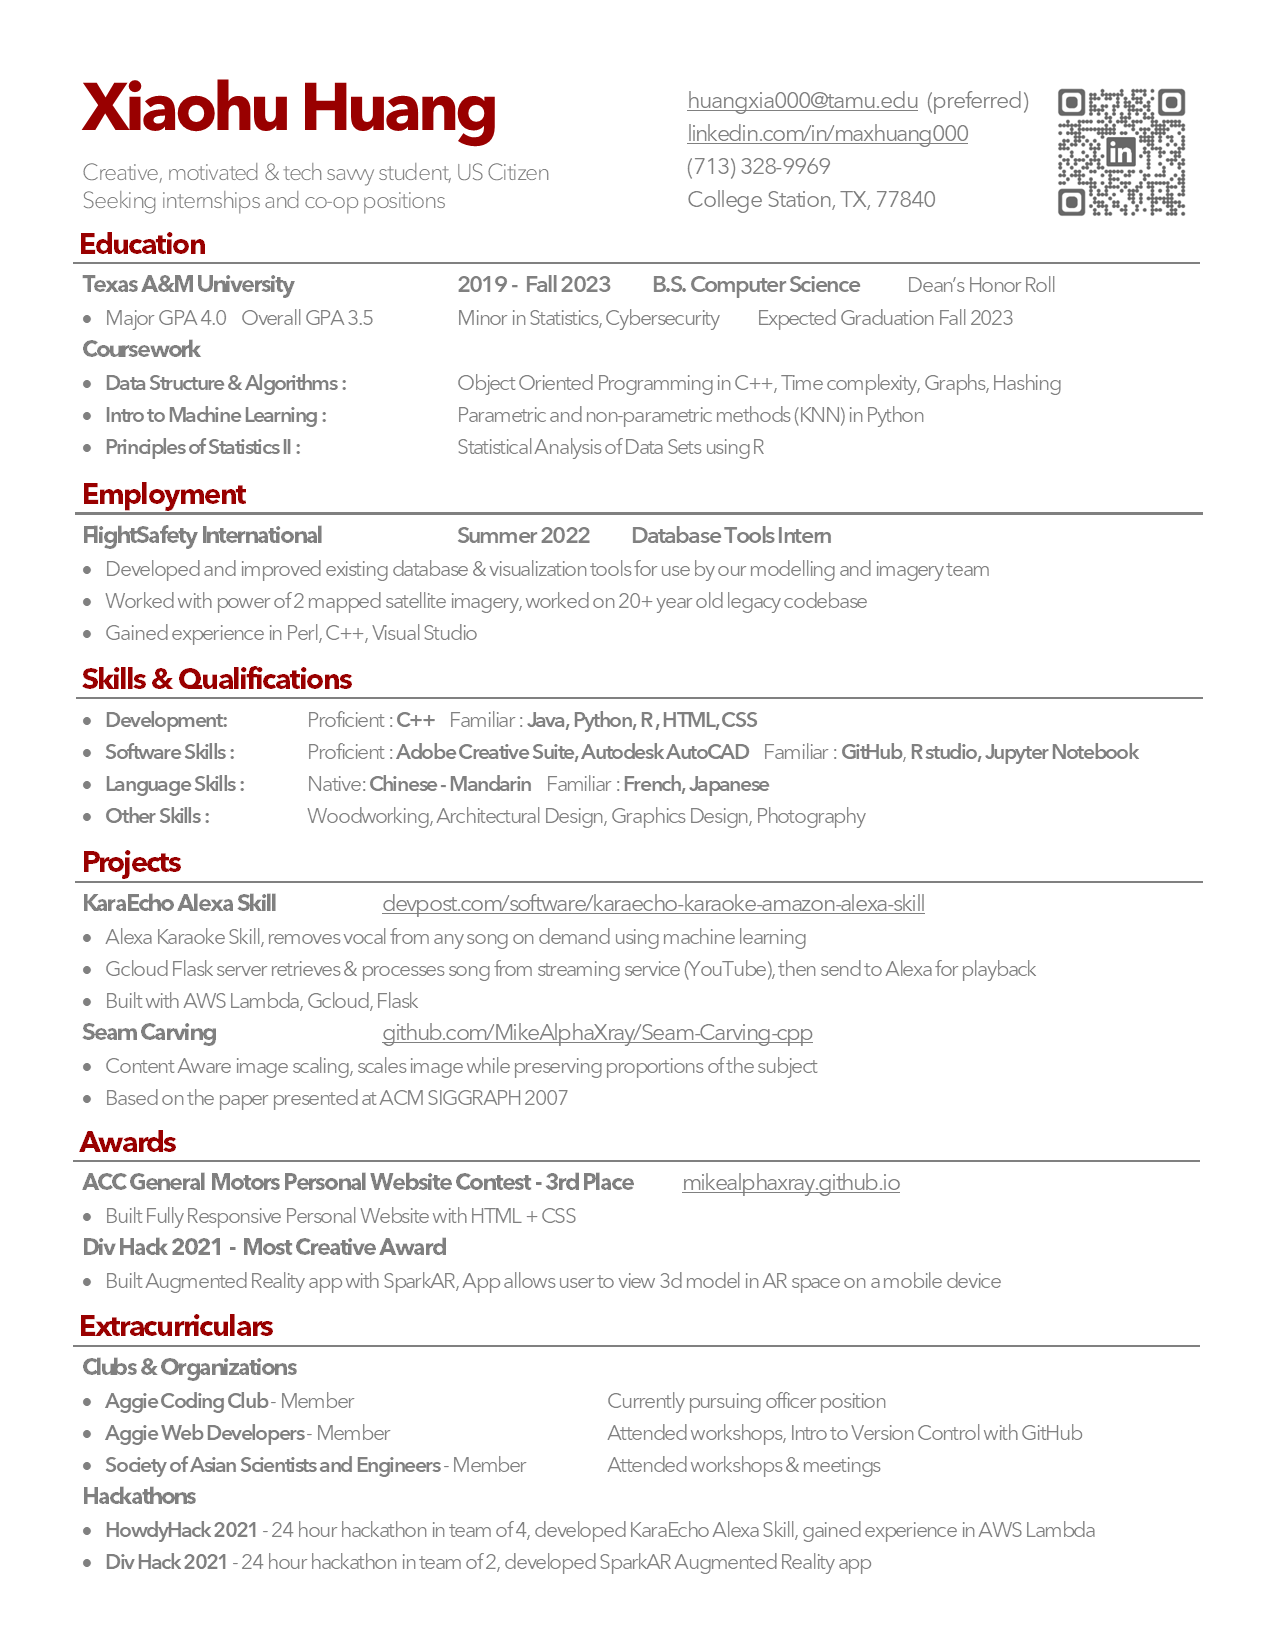 Xiaohu Huang
Creative, motivated & tech savvy student, US Citizen
Seeking internships and co-op positions
huangxia000@tamu.edu (preferred)
linkedin.com/in/maxhuang000
(713) 328-9969
College Station, TX, 77840
in
Education
Texas A&M University 2019 - Fall 2023 B.S. Computer Science Dean's Honor Roll
• Major GPA 4.0 Overall GPA 3.5 Minor in Statistics, Cybersecurity Expected Graduation Fall 2023
Coursework
• Data Structure & Algorithms : Object Oriented Programming in C++, Time complexity, Graphs, Hashing
• Intro to Machine Learning : Parametric and non-parametric methods (KNN) in Python
• Principles of Statistics II : Statistical Analysis of Data Sets using R
Employment
FlightSafety International Summer 2022 Database Tools Intern
• Developed and improved existing database & visualization tools for use by our modelling and imagery team
• Worked with power of 2 mapped satellite imagery, worked on 20+ year old legacy codebase
• Gained experience in Perl, C++, Visual Studio
Skills & Qualifications
• Development: Proficient : C++ Familiar : Java, Python, R , HTML, CSS
• Software Skills : Proficient : Adobe Creative Suite, Autodesk AutoCAD Familiar : GitHub, R studio, Jupyter Notebook
• Language Skills : Native: Chinese - Mandarin Familiar : French, Japanese
• Other Skills : Woodworking, Architectural Design, Graphics Design, Photography
Projects
KaraEcho Alexa Skill devpost.com/software/karaecho-karaoke-amazon-alexa-skill
• Alexa Karaoke Skill, removes vocal from any song on demand using machine learning
• Gcloud Flask server retrieves & processes song from streaming service (YouTube), then send to Alexa for playback
• Built with AWS Lambda, Gcloud, Flask
Seam Carving github.com/MikeAlphaXray/Seam-Carving-cpp
• Content Aware image scaling, scales image while preserving proportions of the subject
• Based on the paper presented at ACM SIGGRAPH 2007
Awards
ACC General Motors Personal Website Contest - 3rd Place mikealphaxray.github.io
• Built Fully Responsive Personal Website with HTML + CSS
Div Hack 2021 - Most Creative Award
• Built Augmented Reality app with SparkAR, App allows user to view 3d model in AR space on a mobile device
Extracurriculars
Clubs & Organizations
• Aggie Coding Club - Member Currently pursuing officer position
• Aggie Web Developers - Member Attended workshops, Intro to Version Control with GitHub
• Society of Asian Scientists and Engineers - Member Attended workshops & meetings
Hackathons
• HowdyHack 2021 - 24 hour hackathon in team of 4, developed KaraEcho Alexa Skill, gained experience in AWS Lambda
• Div Hack 2021 - 24 hour hackathon in team of 2, developed SparkAR Augmented Reality app